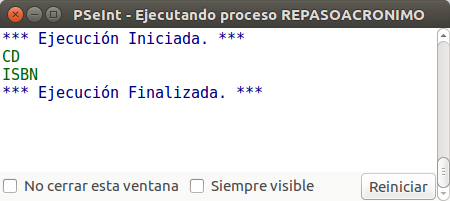 PSeInt - Ejecutando proceso REPASOACRONIMO
*** Ejecución Iniciada. ***
CD
ISBN
*** Ejecución Finalizada. ***
No cerrar esta ventana Siempre visible Reiniciar